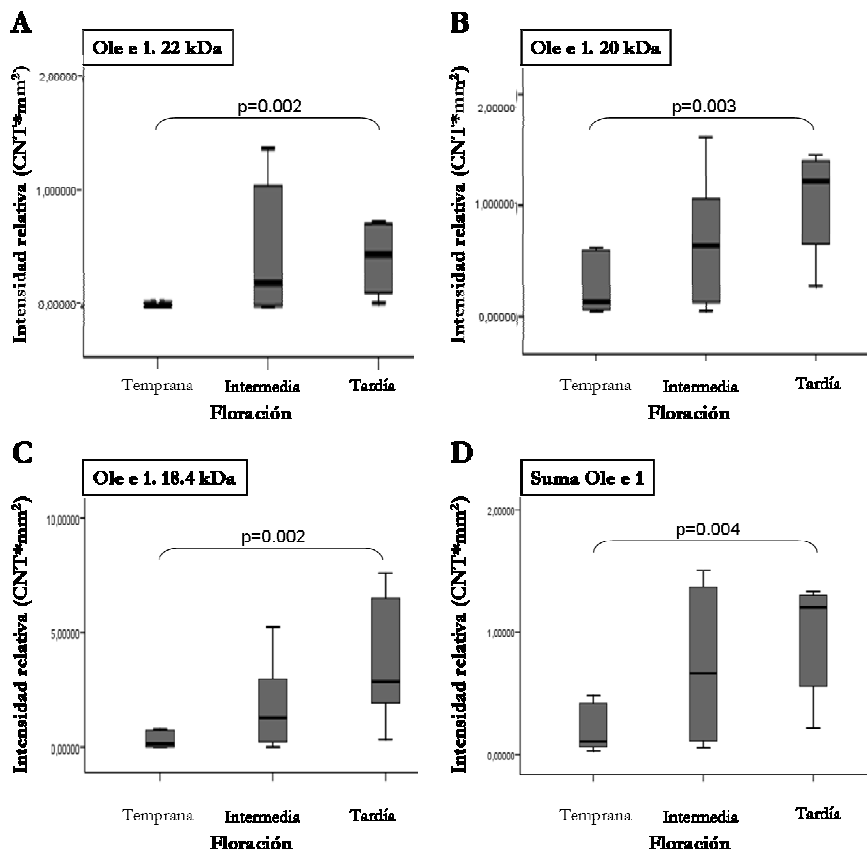 A
Ole e 1. 22 kDa
Intensidad relativa (CNT*mm²)
2,00000
1,000000
0,00000
p=0.002
Temprana
Intermedia
Tardía
Floración
B
Ole e 1. 20 kDa
Intensidad relativa (CNT*mm²)
2,00000
1,00000
0,00000
p=0.003
Temprana
Intermedia
Tardía
Floración
C
Ole e 1. 18.4 kDa
Intensidad relativa (CNT*mm²)
10,00000
5,00000
0,00000
p=0.002
Temprana
Intermedia
Tardía
Floración
D
Suma Ole e 1
Intensidad relativa (CNT*mm²)
2,00000
1,00000
0,00000
p=0.004
Temprana
Intermedia
Tardía
Floración